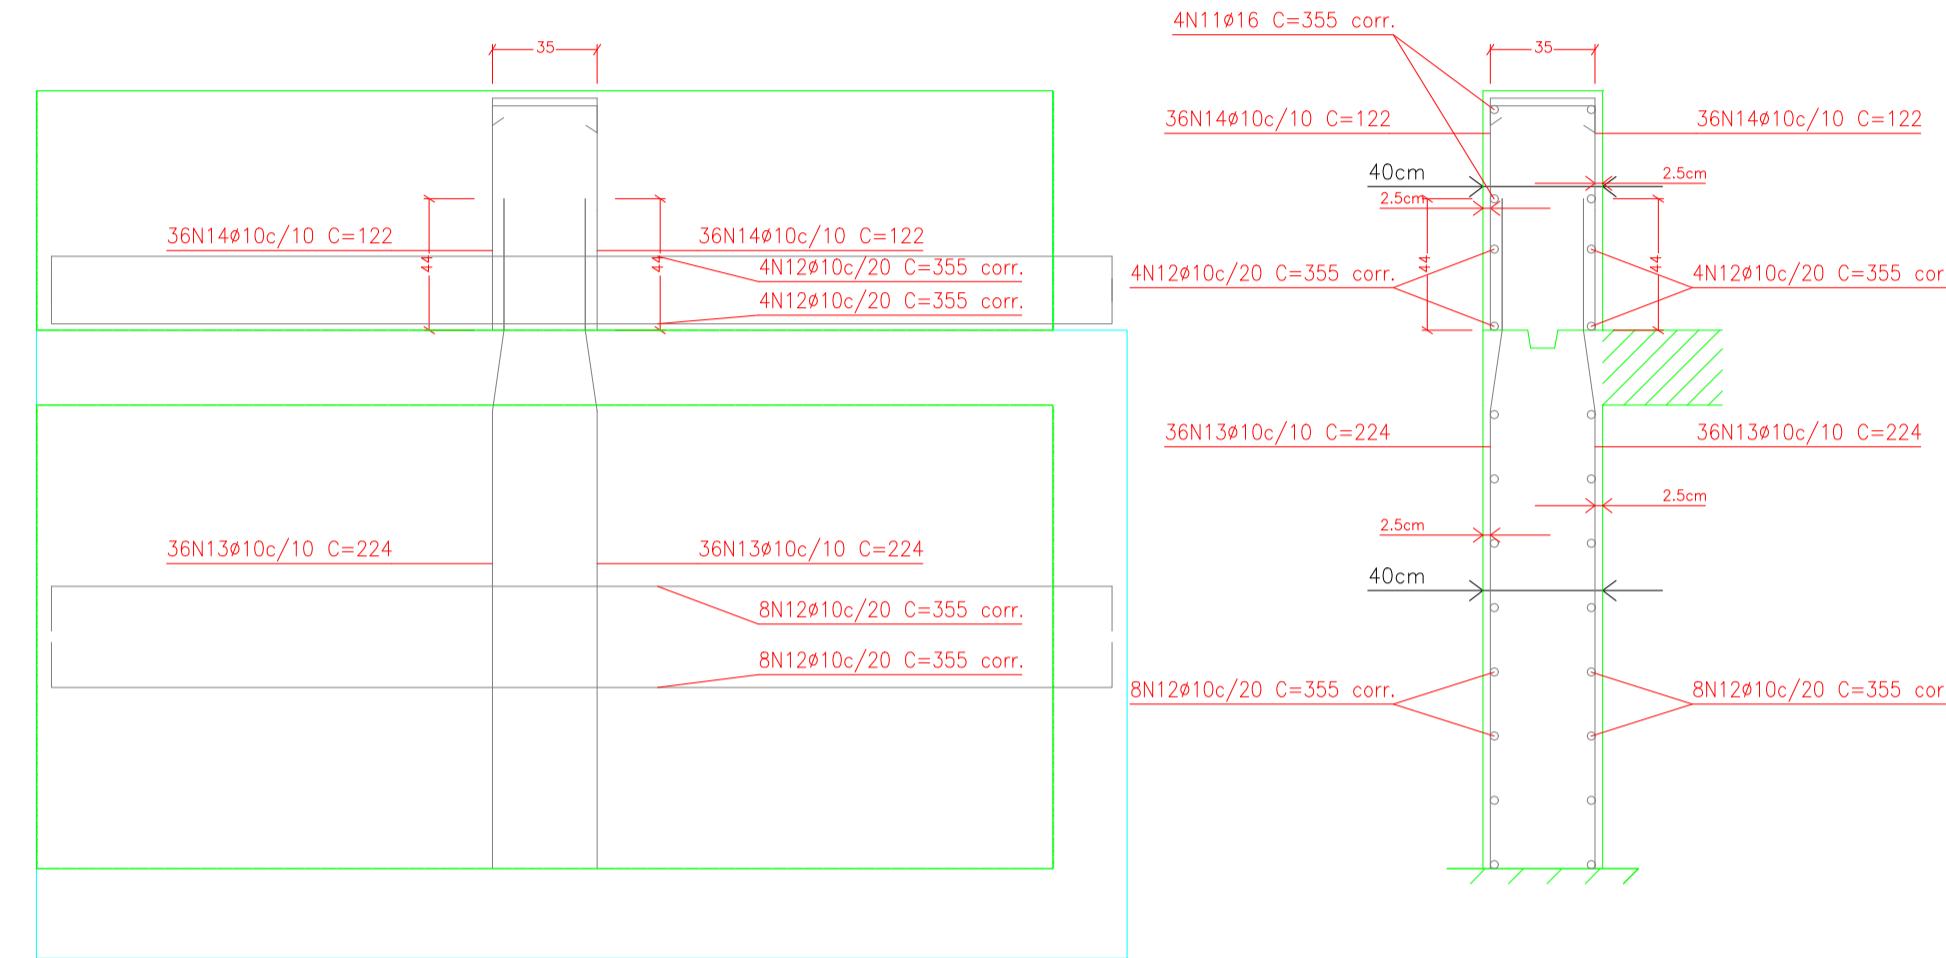 4N11ø16 C=355 corr.
35
35
36N14ø10c/10 C=122
36N14ø10c/10 C=122
40cm
2.5cm
2.5cm
36N14ø10c/10 C=122
36N14ø10c/10 C=122
44
44
44
44
4N12ø10c/20 C=355 corr.
4N12ø10c/20 C=355 corr.
4N12ø10c/20 C=355 cor
4N12ø10c/20 C=355 corr.
36N13ø10c/10 C=224
36N13ø10c/10 C=224
2.5cm
2.5cm
36N13ø10c/10 C=224
36N13ø10c/10 C=224
40cm
8N12ø10c/20 C=355 corr.
8N12ø10c/20 C=355 corr.
8N12ø10c/20 C=355 corr.
8N12ø10c/20 C=355 cor